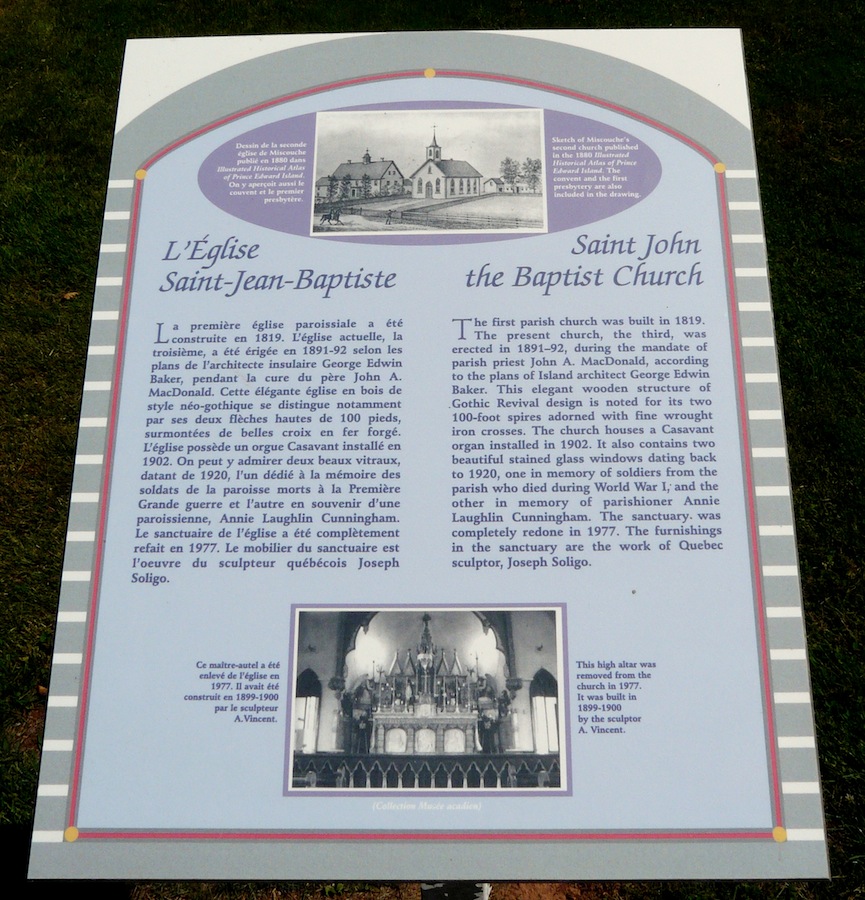 Dessin de la seconde
église de Miscouche
publié en 1880 dans
Illustrated Historical Atlas
of Prince Edward Island.
On y aperçoit aussi le
couvent et le premier
presbytère.
Sketch of Miscouche's
second church published
in the 1880 Illustrated
Historical Atlas of Prince
Edward Island. The
convent and the first
presbytery are also
included in the drawing.
L'Église
Saint-Jean-Baptiste
La première église paroissiale a été
construite en 1819. L'église actuelle, la
troisième, a été érigée en 1891-92 selon les
plans de l'architecte insulaire George Edwin
Baker, pendant la cure du père John A.
MacDonald. Cette élégante église en bois de
style néo-gothique se distingue notamment
par ses deux flèches hautes de 100 pieds,
surmontées de belles croix en fer forgé.
L'église possède un orgue Casavant installé en
1902. On peut y admirer deux beaux vitraux,
datant de 1920, l'un dédié à la mémoire des
soldats de la paroisse morts à la Première
Grande guerre et l'autre en souvenir d'une
paroissienne, Annie Laughlin Cunningham.
Le sanctuaire de l'église a été complètement
refait en 1977. Le mobilier du sanctuaire est
l'oeuvre du sculpteur québécois Joseph
Soligo.
Saint John
the Baptist Church
The first parish church was built in 1819.
The present church, the third, was
erected in 1891–92, during the mandate of
parish priest John A. MacDonald, according
to the plans of Island architect George Edwin
Baker. This elegant wooden structure of
Gothic Revival design is noted for its two
100-foot spires adorned with fine wrought
iron crosses. The church houses a Casavant
organ installed in 1902. It also contains two
beautiful stained glass windows dating back
to 1920, one in memory of soldiers from the
parish who died during World War I, and the
other in memory of parishioner Annie
Laughlin Cunningham. The sanctuary was
completely redone in 1977. The furnishings
in the sanctuary are the work of Quebec
sculptor, Joseph Soligo.
Ce maître-autel a été
enlevé de l'église en
1977. Il avait été
construit en 1899-1900
par le sculpteur
A.Vincent.
This high altar was
removed from the
church in 1977.
It was built in
1899-1900
by the sculptor
A. Vincent.
(Collection Musée acadien)